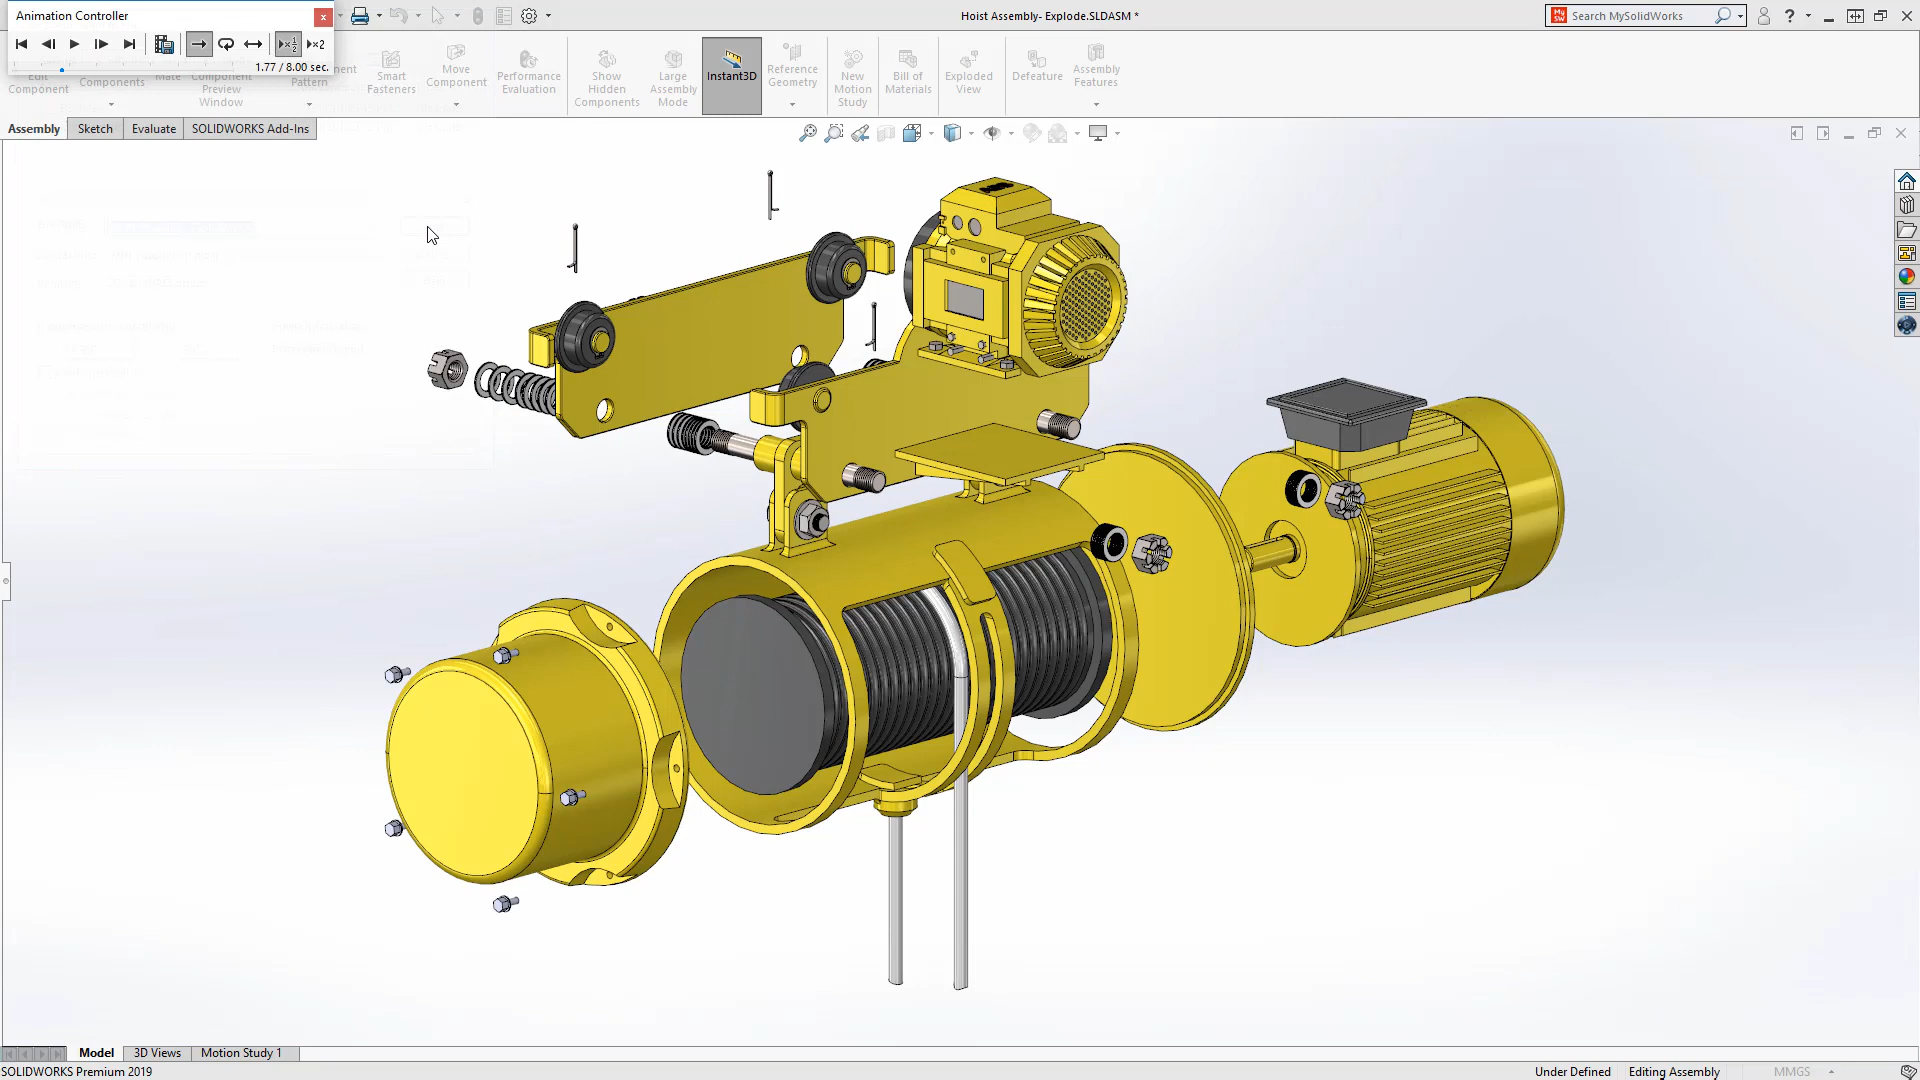 Animation Controller
x
Hoist Assembly- Explode.SLDASM *
Search MySolidWorks
?
1.77 / 8.00 sec.
Edit Component
Components
Mate
Component Preview Window
Pattern
Smart Fasteners
Move Component
Performance Evaluation
Show Hidden Components
Large Assembly Mode
Instant3D
Reference Geometry
New Motion Study
Bill of Materials
Exploded View
Defeature
Assembly Features
Assembly
Sketch
Evaluate
SOLIDWORKS Add-Ins
Model
3D Views
Motion Study 1
SOLIDWORKS Premium 2019
Under Defined
Editing Assembly
MMGS